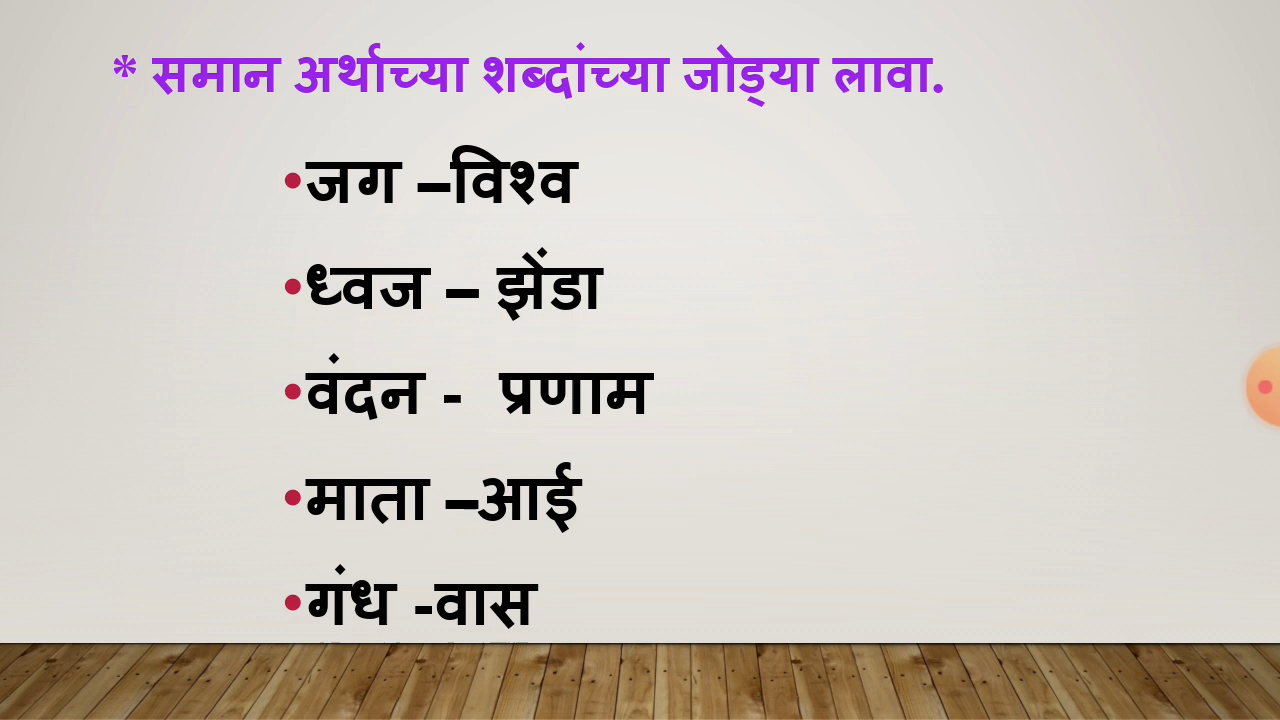 * समान अर्थाच्या शब्दांच्या जोड्या लावा.
•जग –विश्व
•ध्वज – झेंडा
•वंदन - प्रणाम
•माता –आई
•गंध -वास